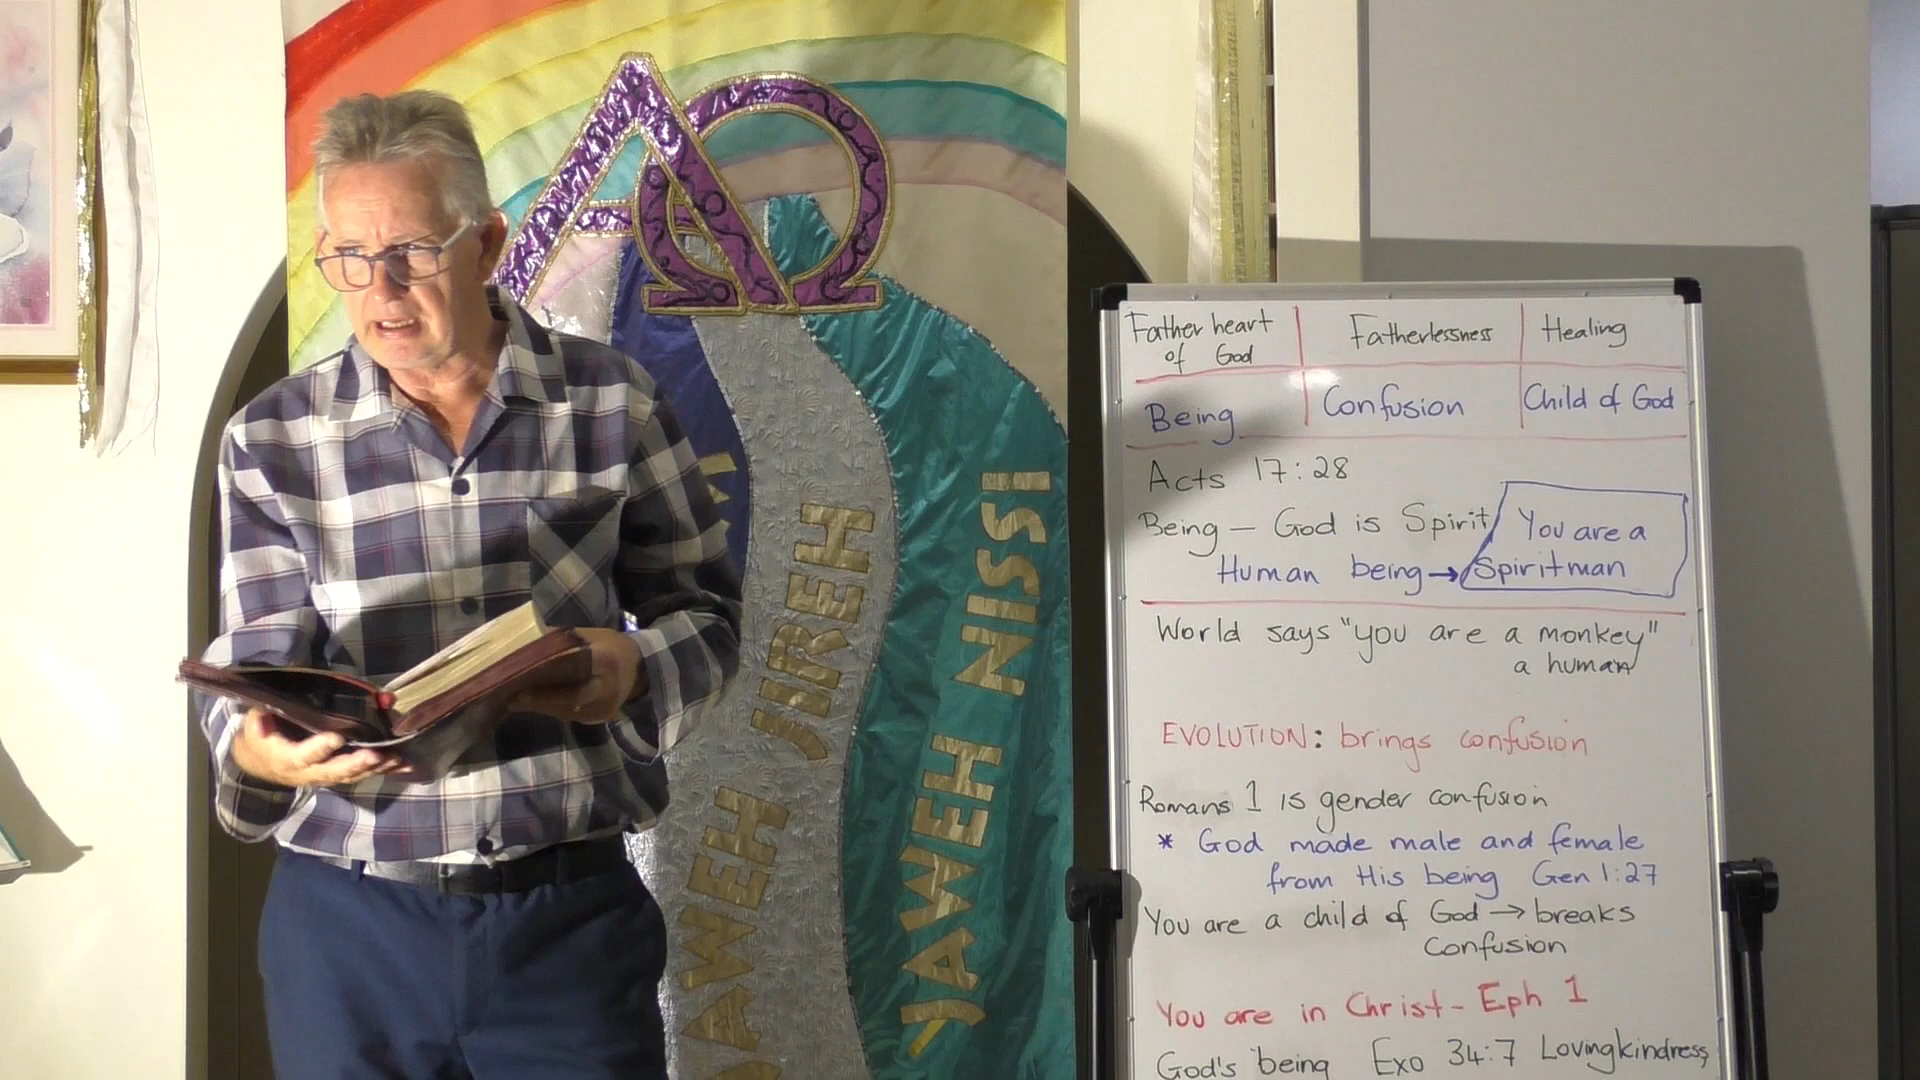 ΑΩ
YAWEH JIREH
YAWEH NISSI
Father heart of God | Fatherlessness | Healing
Being | Confusion | Child of God
Acts 17:28
Being — God is Spirit
Human being →
You are a
Spiritman
World says "you are a monkey"
a human
EVOLUTION: brings confusion
Romans 1 is gender confusion
* God made male and female
from His being Gen 1:27
You are a child of God → breaks
confusion
You are in Christ - Eph 1
God's being Exo 34:7 Lovingkindness,